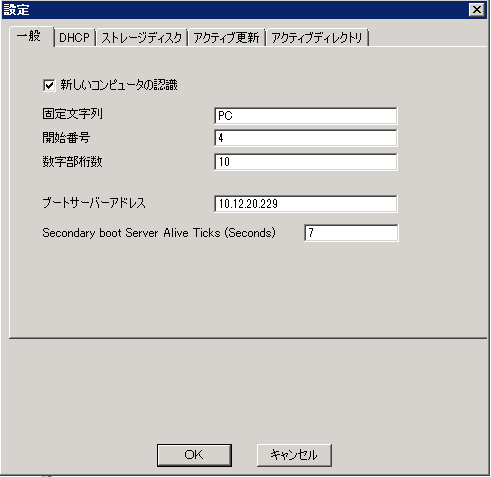 設定
一般 DHCP ストレージディスク アクティブ更新 アクティブディレクトリ
新しいコンピュータの認識
固定文字列 PC
開始番号 4
数字部桁数 10
ブートサーバーアドレス 10.12.20.229
Secondary boot Server Alive Ticks (Seconds) 7
OK キャンセル